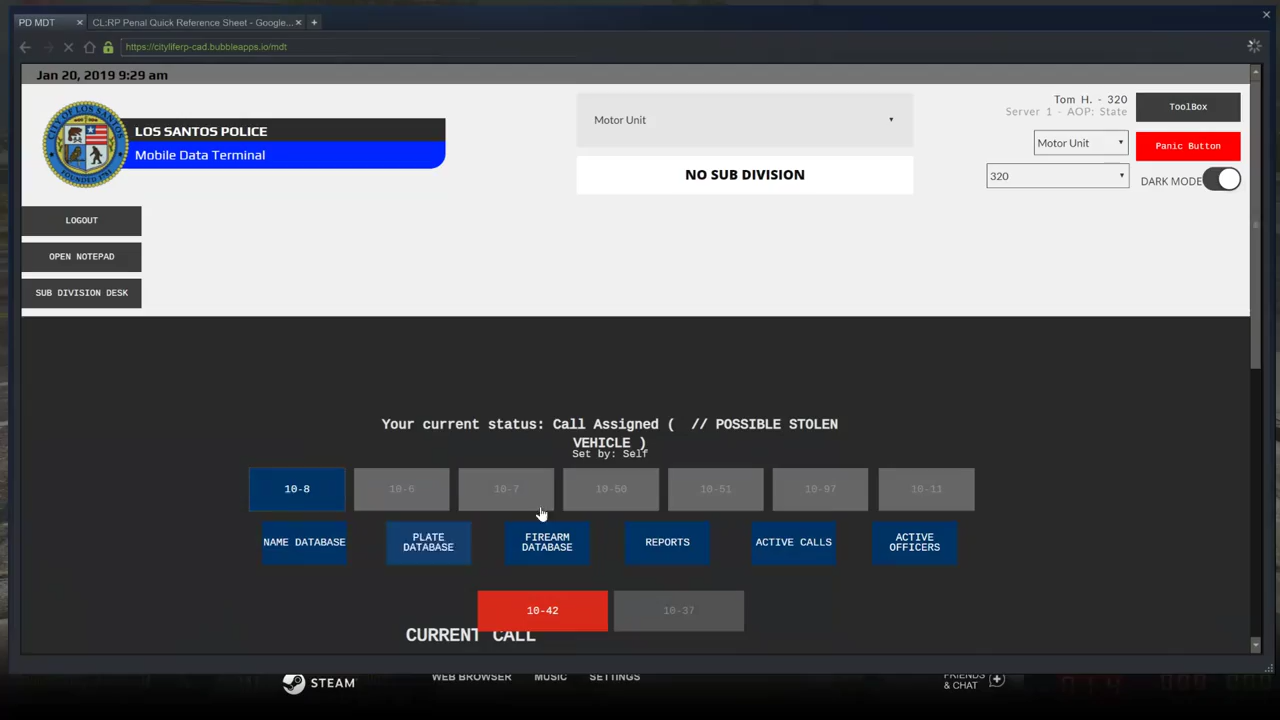 PD MDT
CL:RP Penal Quick Reference Sheet - Google...
https://cityliferp-cad.bubbleapps.io/mdt
Jan 20, 2019 9:29 am
LOS SANTOS POLICE
Mobile Data Terminal
Motor Unit
NO SUB DIVISION
Tom H. - 320
Server 1 - AOP: State
ToolBox
Motor Unit
Panic Button
320
DARK MODE
LOGOUT
OPEN NOTEPAD
SUB DIVISION DESK
Your current status: Call Assigned ( // POSSIBLE STOLEN
VEHICLE )
Set by: Self
10-8
10-6
10-7
10-50
10-51
10-97
10-11
NAME DATABASE
PLATE
DATABASE
FIREARM
DATABASE
REPORTS
ACTIVE CALLS
ACTIVE
OFFICERS
10-42
10-37
CURRENT CALL
STEAM
WEB BROWSER
MUSIC
SETTINGS
FRIENDS
& CHAT